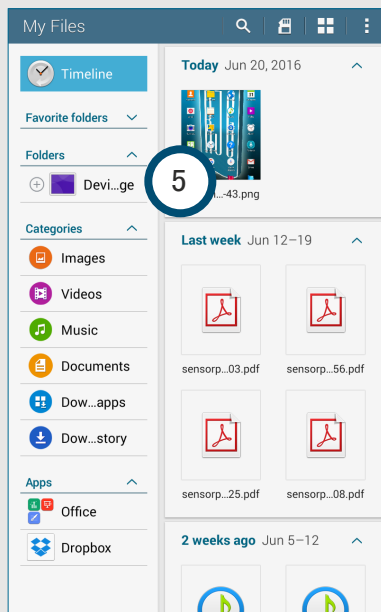 My Files
Timeline
Favorite folders
Folders
Devi...ge
5
Categories
Images
Videos
Music
Documents
Dow...apps
Dow...story
Apps
Office
Dropbox
Today Jun 20, 2016
...-43.png
Last week Jun 12–19
sensorp...03.pdf
sensorp...56.pdf
sensorp...25.pdf
sensorp...08.pdf
2 weeks ago Jun 5–12